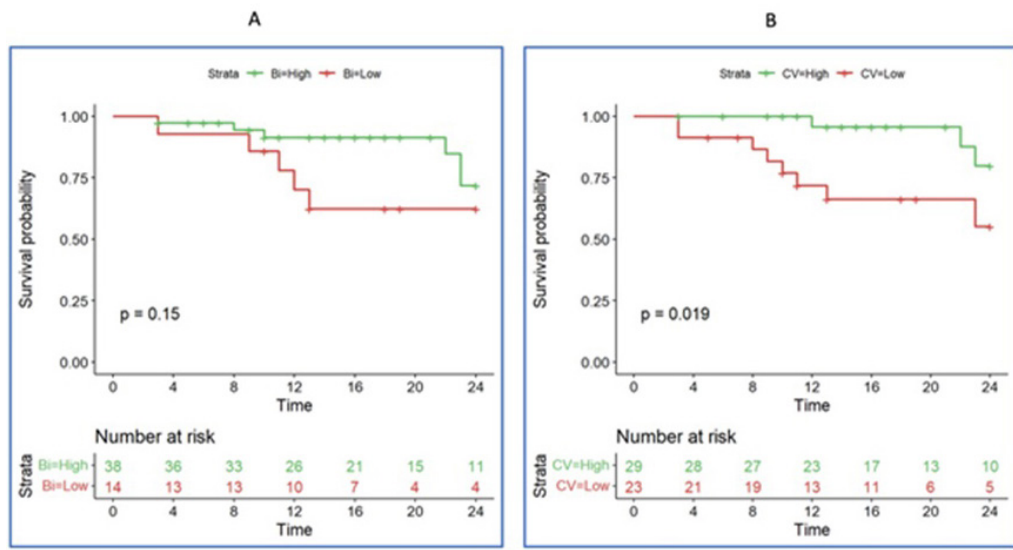 A
Strata Bi=High Bi=Low
1.00
0.75
0.50
0.25
0.00
Survival probability
p = 0.15
0 4 8 12 16 20 24
Time
Number at risk
Strata
Bi=High 38 36 33 26 21 15 11
Bi=Low 14 13 13 10 7 4 4
0 4 8 12 16 20 24
Time
B
Strata CV=High CV=Low
1.00
0.75
0.50
0.25
0.00
Survival probability
p = 0.019
0 4 8 12 16 20 24
Time
Number at risk
Strata
CV=High 29 28 27 23 17 13 10
CV=Low 23 21 19 13 11 6 5
0 4 8 12 16 20 24
Time